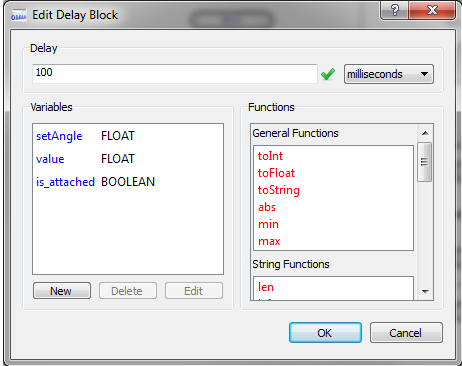 Edit Delay Block
Delay
100
milliseconds
Variables
setAngle FLOAT
value FLOAT
is_attached BOOLEAN
New Delete Edit
Functions
General Functions
toInt
toFloat
toString
abs
min
max
String Functions
len
OK Cancel